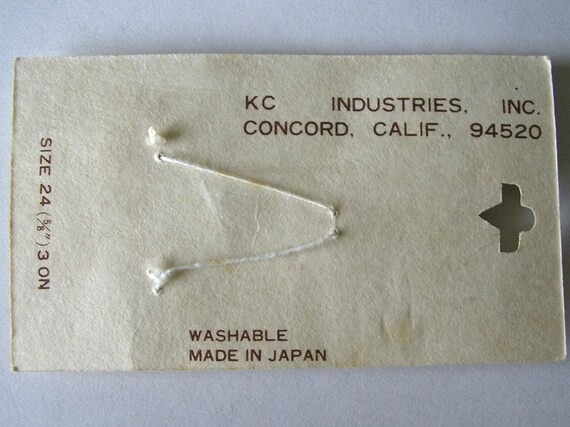 KC INDUSTRIES, INC.
CONCORD, CALIF., 94520
SIZE 24 (5/8") 3 ON
WASHABLE
MADE IN JAPAN